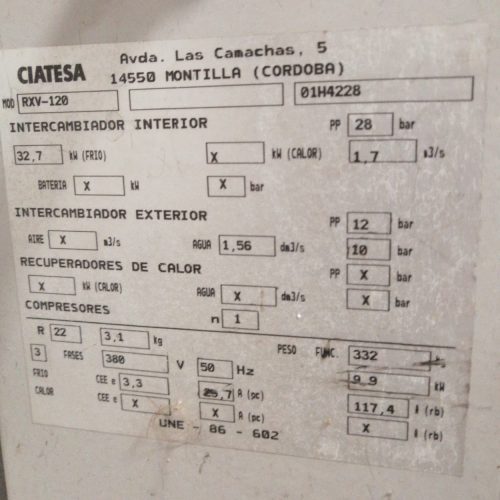 CIATESA
Avda. Las Camachas, 5
14550 MONTILLA (CORDOBA)
MOD RXV-120 01H4228
INTERCAMBIADOR INTERIOR PP 28 bar
32,7 kW (FRIO) X kW (CALOR) 1,7 m3/s
BATERIA X kW X bar
INTERCAMBIADOR EXTERIOR PP 12 bar
AIRE X m3/s AGUA 1,56 dm3/s 10 bar
RECUPERADORES DE CALOR PP X bar
X kW (CALOR) AGUA X dm3/s X bar
COMPRESORES n 1
R 22 3,1 kg PESO FUNC. 332
3 FASES 380 V 50 Hz 9,9 kW
FRIO CEE e 3,3 25,7 A (pc) 117,4 A (rb)
CALOR CEE e X X A (pc) X A (rb)
UNE - 86 - 602